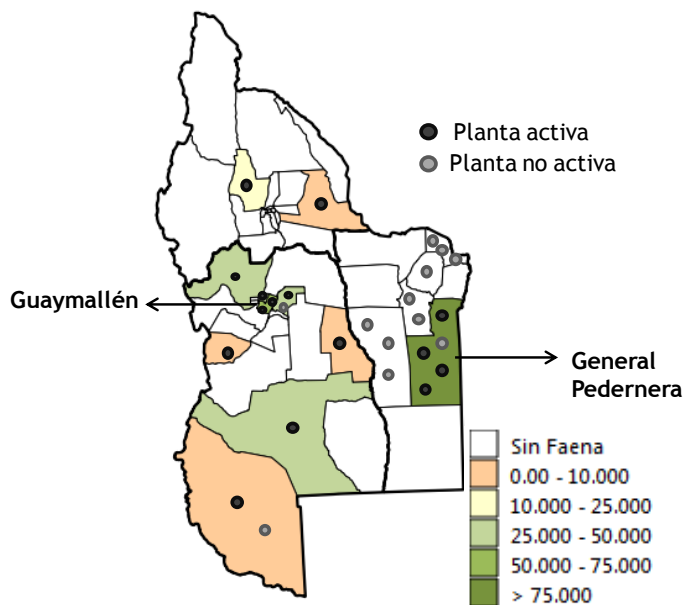 Planta activa
Planta no activa
Guaymallén
General
Pedernera
Sin Faena
0.00 - 10.000
10.000 - 25.000
25.000 - 50.000
50.000 - 75.000
> 75.000